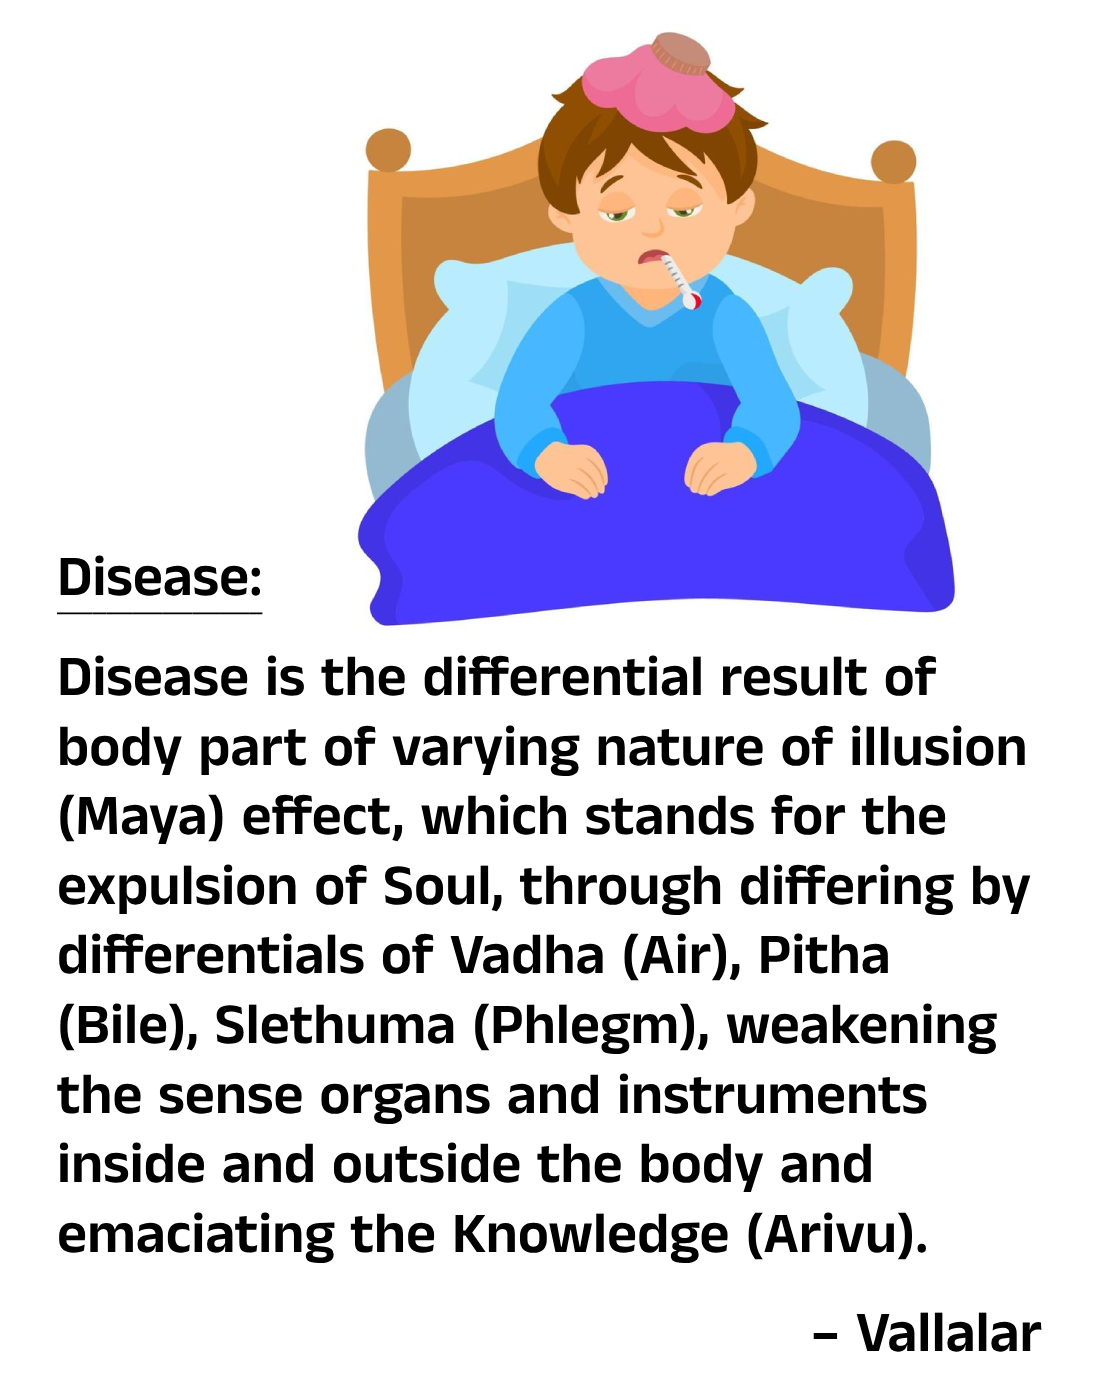 Disease:
Disease is the differential result of
body part of varying nature of illusion
(Maya) effect, which stands for the
expulsion of Soul, through differing by
differentials of Vadha (Air), Pitha
(Bile), Slethuma (Phlegm), weakening
the sense organs and instruments
inside and outside the body and
emaciating the Knowledge (Arivu).
– Vallalar